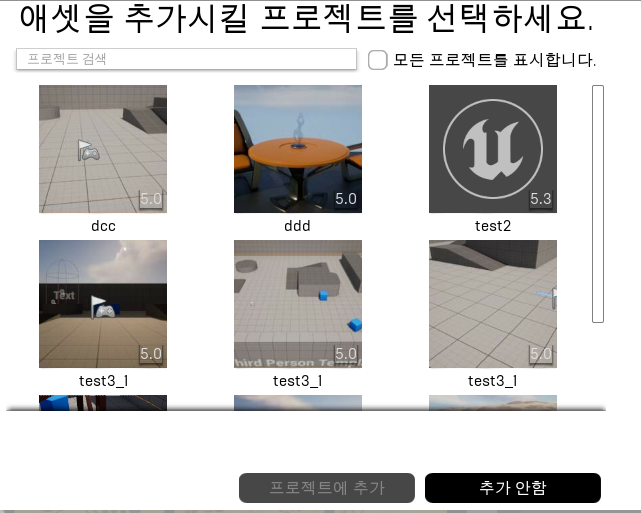 애셋을 추가시킬 프로젝트를 선택하세요.
프로젝트 검색
모든 프로젝트를 표시합니다.
5.0 5.0 5.3
dcc ddd test2
Text
5.0 5.0 5.0
Third Person Temp
test3_1 test3_1 test3_1
프로젝트에 추가 추가 안함